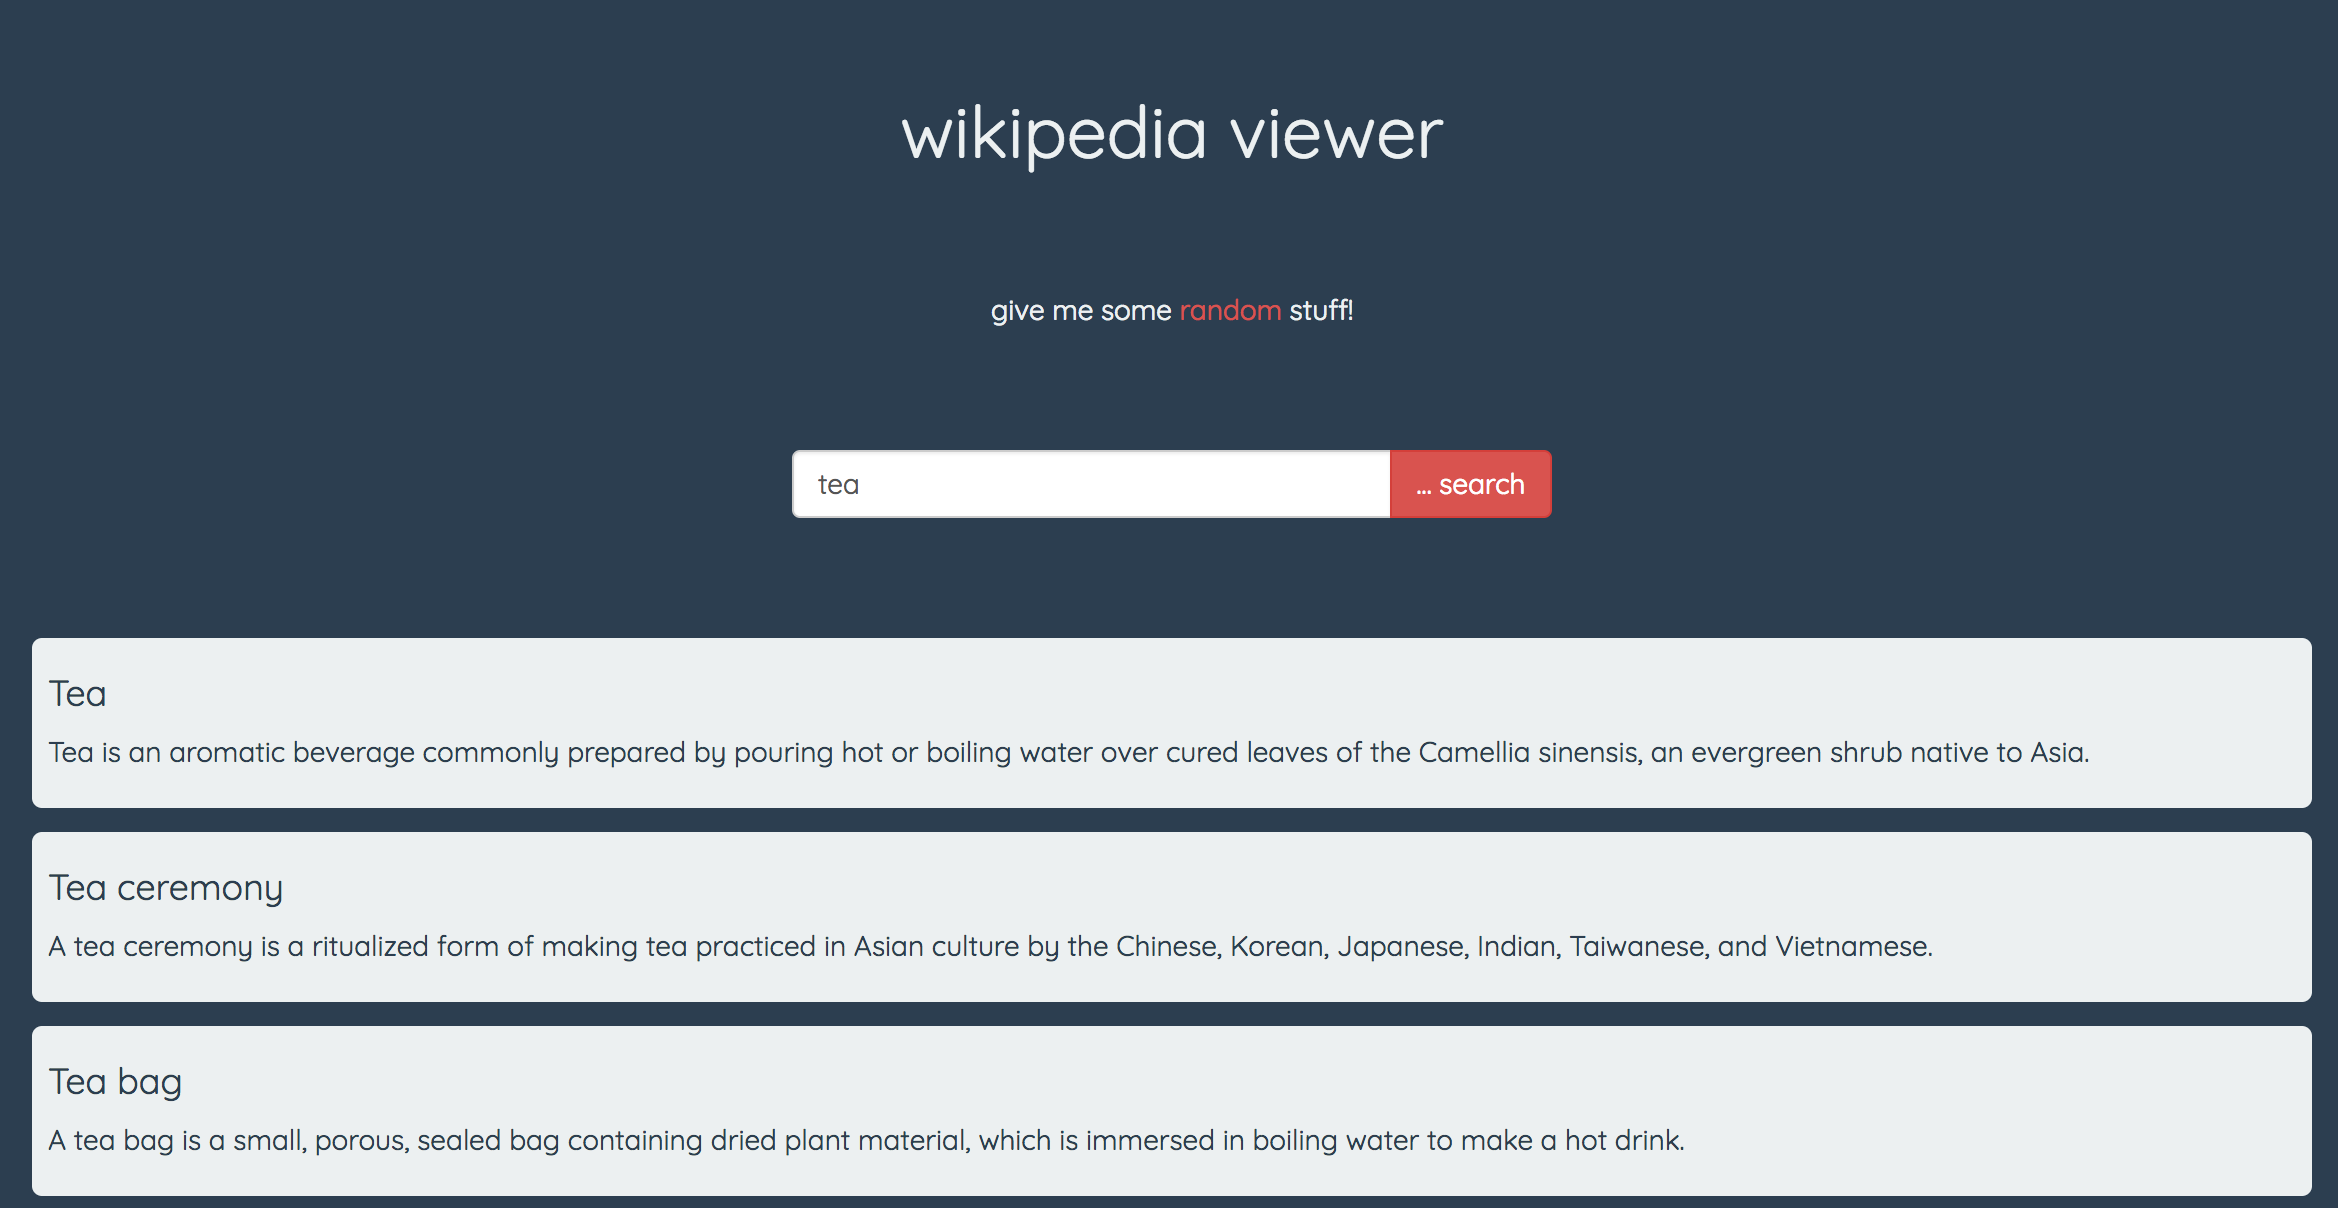 wikipedia viewer
give me some random stuff!
tea
... search
Tea
Tea is an aromatic beverage commonly prepared by pouring hot or boiling water over cured leaves of the Camellia sinensis, an evergreen shrub native to Asia.
Tea ceremony
A tea ceremony is a ritualized form of making tea practiced in Asian culture by the Chinese, Korean, Japanese, Indian, Taiwanese, and Vietnamese.
Tea bag
A tea bag is a small, porous, sealed bag containing dried plant material, which is immersed in boiling water to make a hot drink.